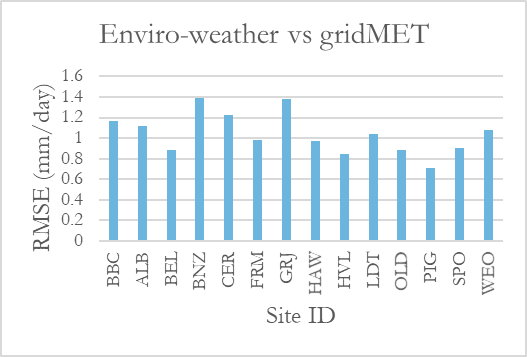 Enviro-weather vs gridMET
RMSE (mm/day)
1.6
1.4
1.2
1
0.8
0.6
0.4
0.2
0
BBC
ALB
BEL
BNZ
CER
FRM
GRJ
HAW
HVL
LDT
OLD
PIG
SPO
WEO
Site ID